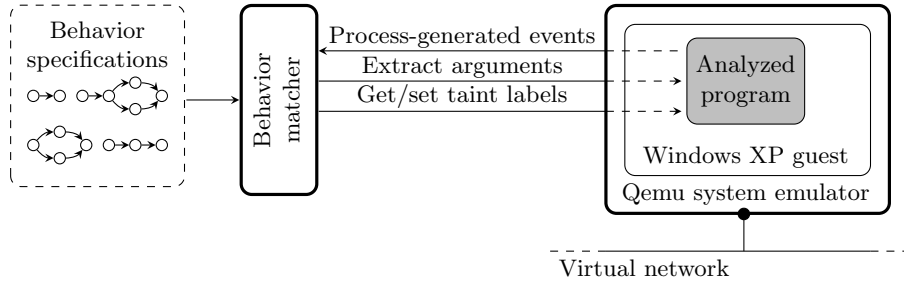 Behavior
specifications
Behavior
matcher
Process-generated events
Extract arguments
Get/set taint labels
Analyzed
program
Windows XP guest
Qemu system emulator
Virtual network